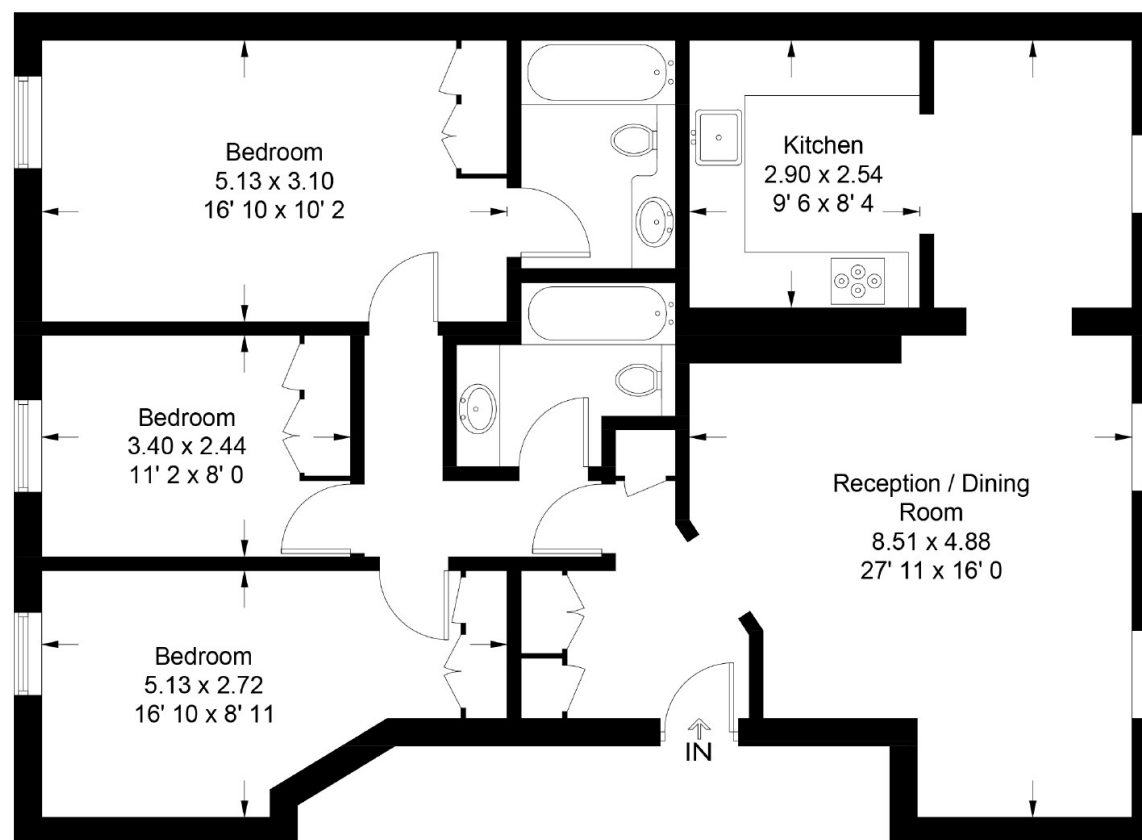 Bedroom
5.13 x 3.10
16' 10 x 10' 2
Kitchen
2.90 x 2.54
9' 6 x 8' 4
Bedroom
3.40 x 2.44
11' 2 x 8' 0
Reception / Dining
Room
8.51 x 4.88
27' 11 x 16' 0
Bedroom
5.13 x 2.72
16' 10 x 8' 11
IN